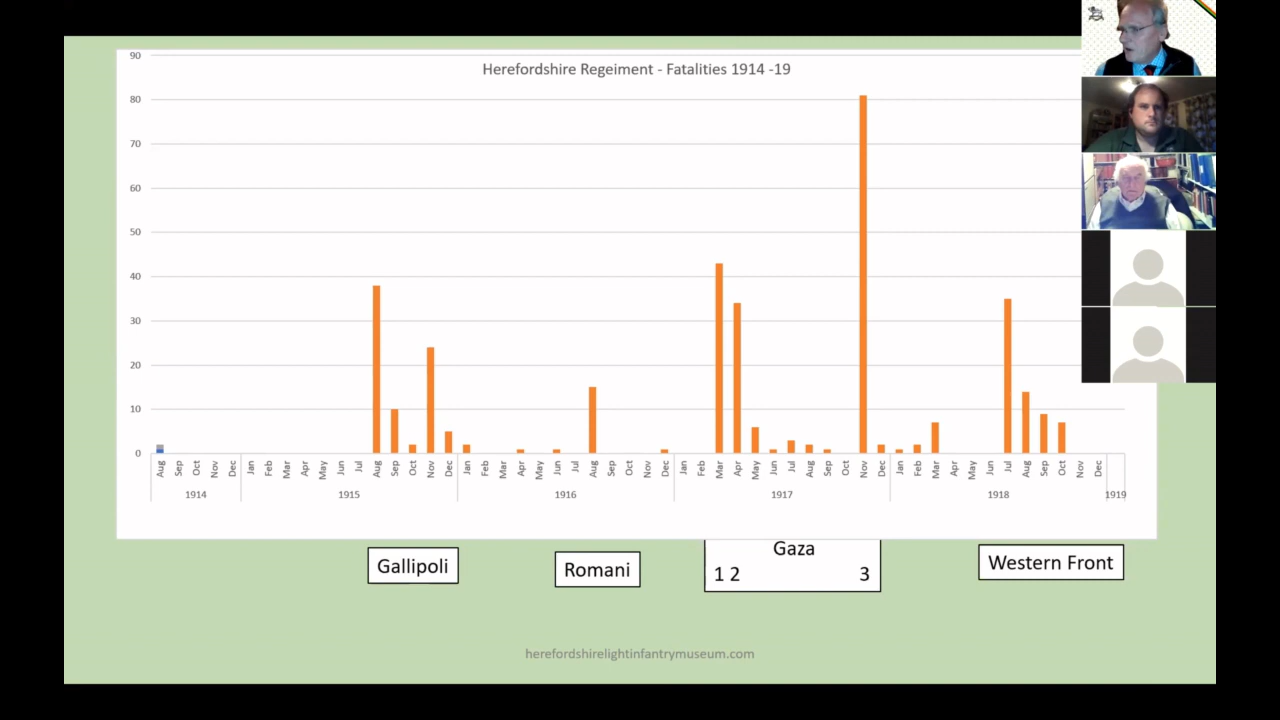 Herefordshire Regeiment - Fatalities 1914 -19
90
80
70
60
50
40
30
20
10
0
Aug Sep Oct Nov Dec Jan Feb Mar Apr May Jun Jul Aug Sep Oct Nov Dec Jan Feb Mar Apr May Jun Jul Aug Sep Oct Nov Dec Jan Feb Mar Apr May Jun Jul Aug Sep Oct Nov Dec Jan Feb Mar Apr May Jun Jul Aug Sep Oct Nov Dec
1914 1915 1916 1917 1918 1919
Gallipoli
Romani
Gaza
1 2 3
Western Front
herefordshirelightinfantrymuseum.com